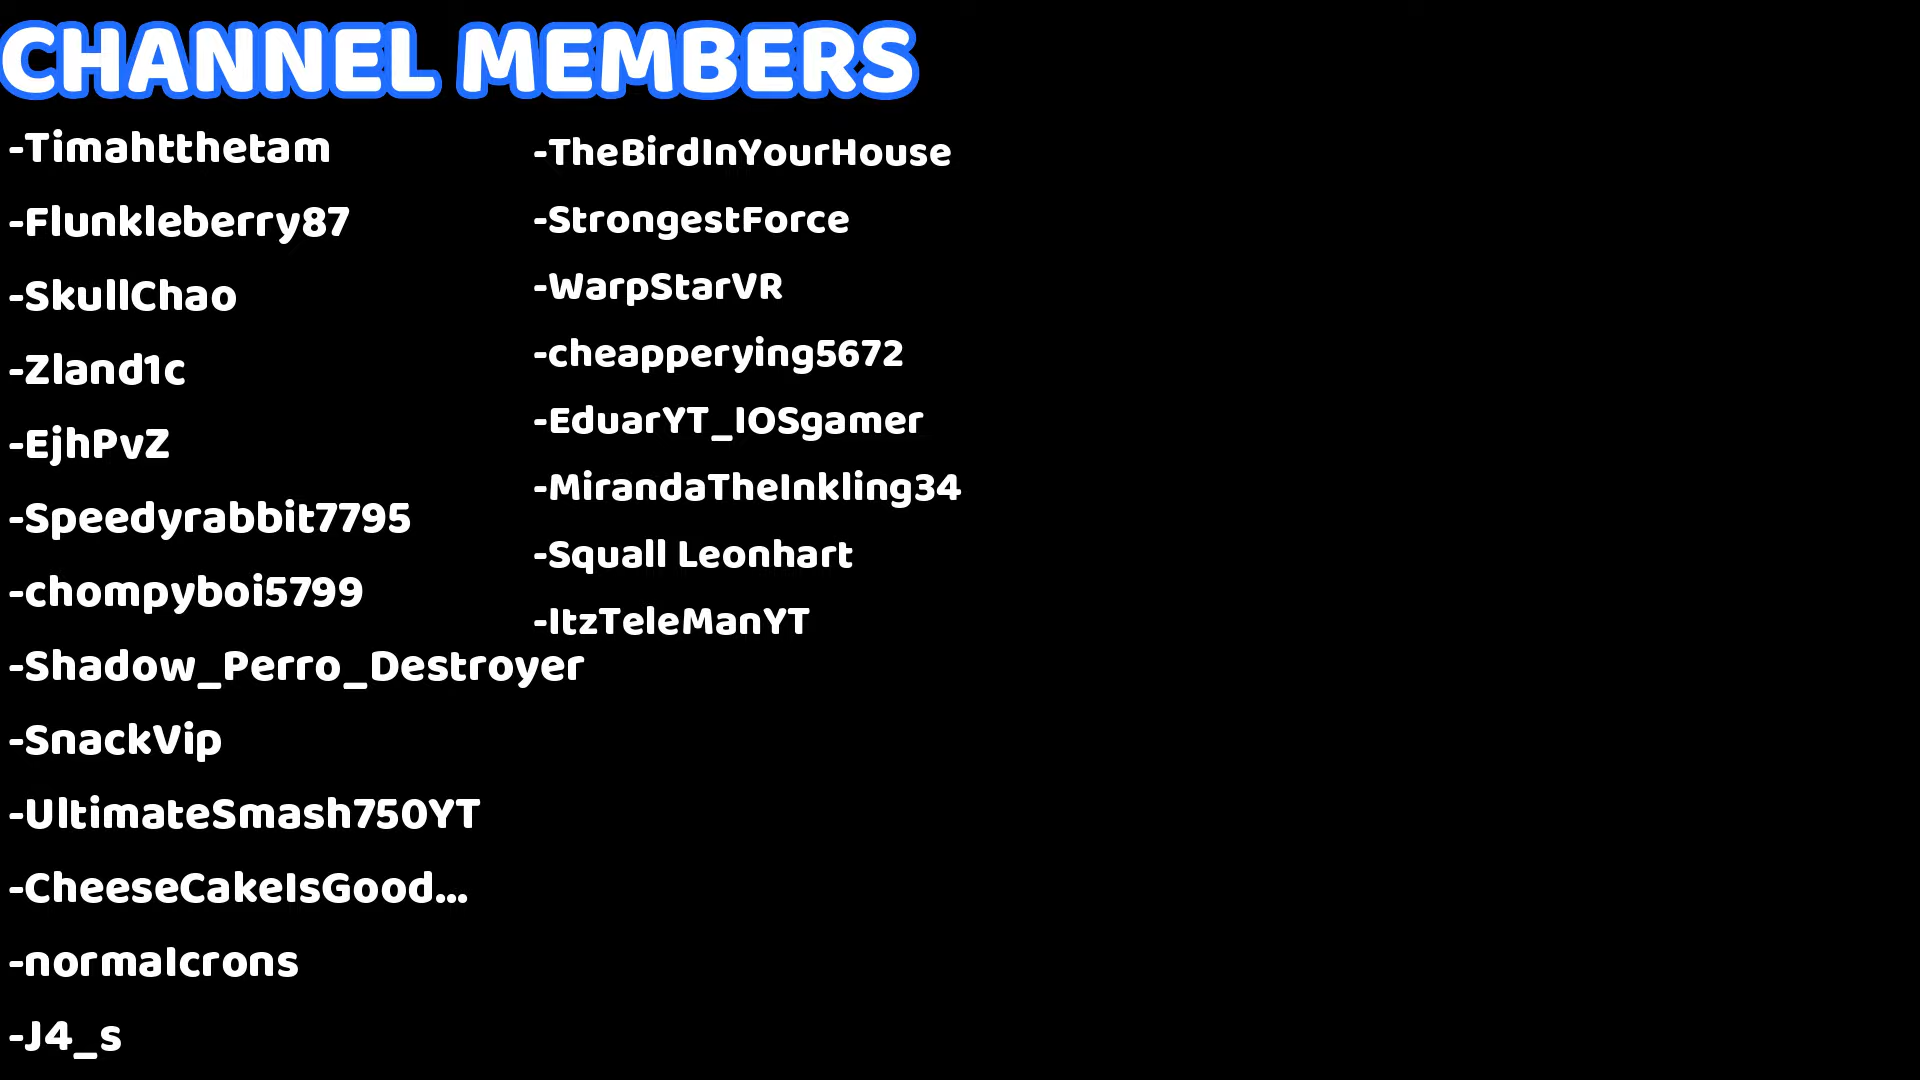 CHANNEL MEMBERS
-Timahtthetam
-Flunkleberry87
-SkullChao
-Zland1c
-EjhPvZ
-Speedyrabbit7795
-chompyboi5799
-Shadow_Perro_Destroyer
-SnackVip
-UltimateSmash750YT
-CheeseCakeIsGood...
-normalcrons
-J4_s
-TheBirdInYourHouse
-StrongestForce
-WarpStarVR
-cheapperying5672
-EduarYT_IOSgamer
-MirandaTheInkling34
-Squall Leonhart
-ItzTeleManYT